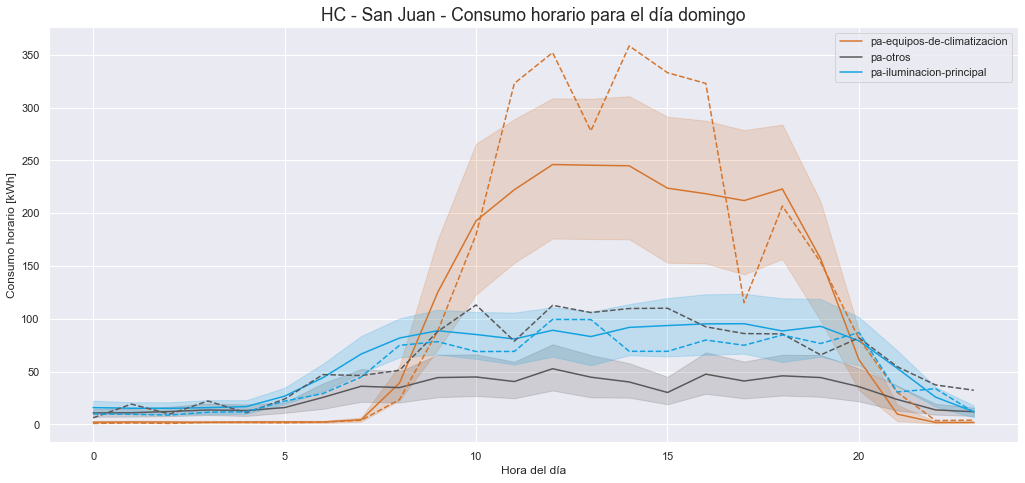 HC - San Juan - Consumo horario para el día domingo
pa-equipos-de-climatizacion
pa-otros
pa-iluminacion-principal
Consumo horario [kWh]
350
300
250
200
150
100
50
0
0 5 10 15 20
Hora del día